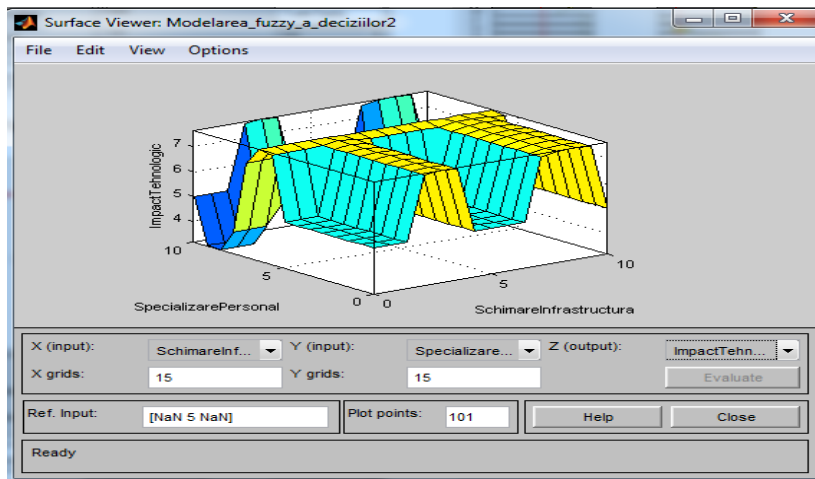 Surface Viewer: Modelarea_fuzzy_a_deciziilor2
File Edit View Options
ImpactTehnologic
7
6
5
4
10
5
0
0
5
10
SpecializarePersonal
SchimareInfrastructura
X (input): SchimareInf... Y (input): Specializare... Z (output): ImpactTehn...
X grids: 15 Y grids: 15 Evaluate
Ref. Input: [NaN 5 NaN] Plot points: 101 Help Close
Ready